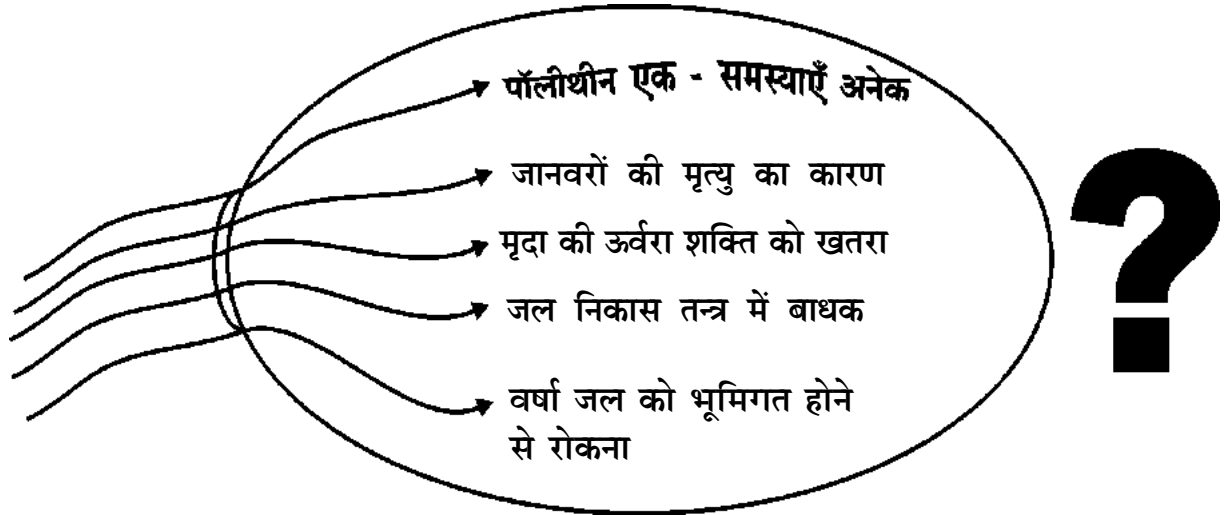 पॉलीथीन एक - समस्याएँ अनेक
जानवरों की मृत्यु का कारण
मृदा की ऊर्वरा शक्ति को खतरा
जल निकास तन्त्र में बाधक
वर्षा जल को भूमिगत होने
से रोकना
?